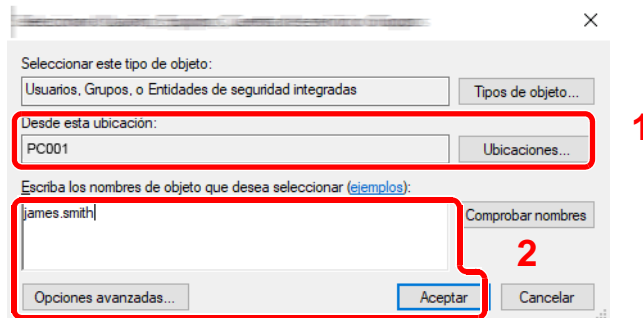 Seleccionar este tipo de objeto:
Usuarios, Grupos, o Entidades de seguridad integradas
Tipos de objeto...
Desde esta ubicación:
1
PC001
Ubicaciones...
Escriba los nombres de objeto que desea seleccionar (ejemplos):
james.smith
Comprobar nombres
2
Opciones avanzadas...
Aceptar
Cancelar